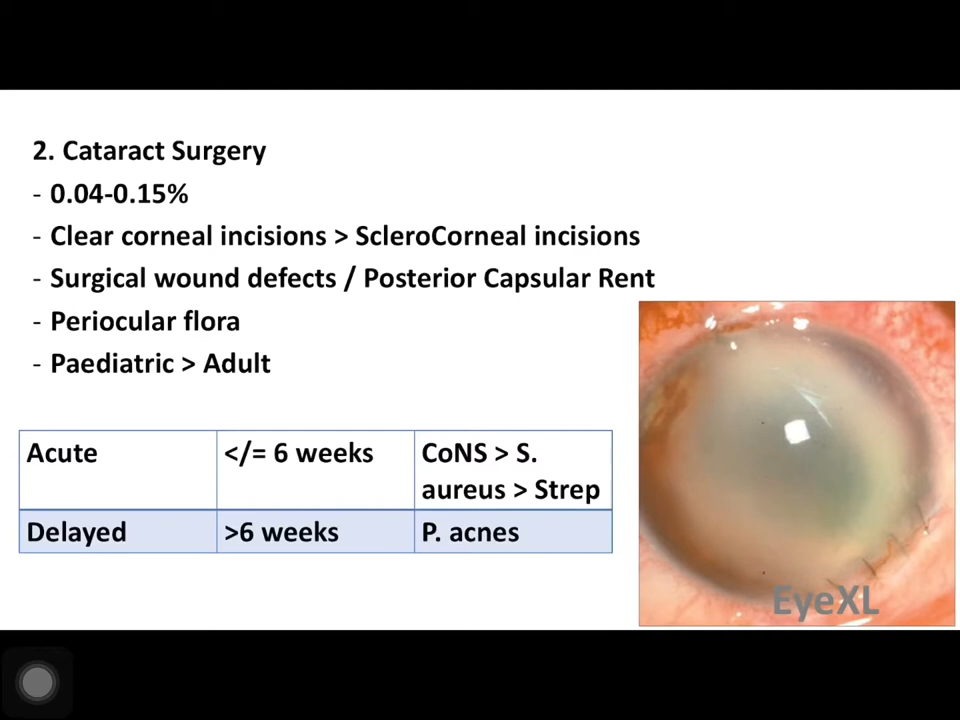 2. Cataract Surgery
- 0.04-0.15%
- Clear corneal incisions > ScleroCorneal incisions
- Surgical wound defects / Posterior Capsular Rent
- Periocular flora
- Paediatric > Adult
Acute </= 6 weeks CoNS > S.
aureus > Strep
Delayed >6 weeks P. acnes
EyeXL